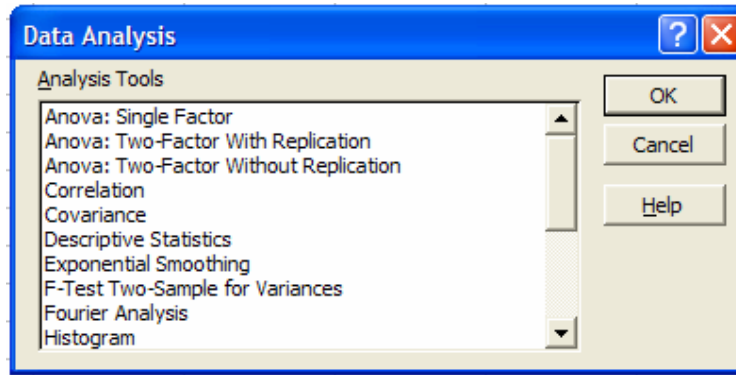 Data Analysis
?
Analysis Tools
Anova: Single Factor
Anova: Two-Factor With Replication
Anova: Two-Factor Without Replication
Correlation
Covariance
Descriptive Statistics
Exponential Smoothing
F-Test Two-Sample for Variances
Fourier Analysis
Histogram
OK
Cancel
Help